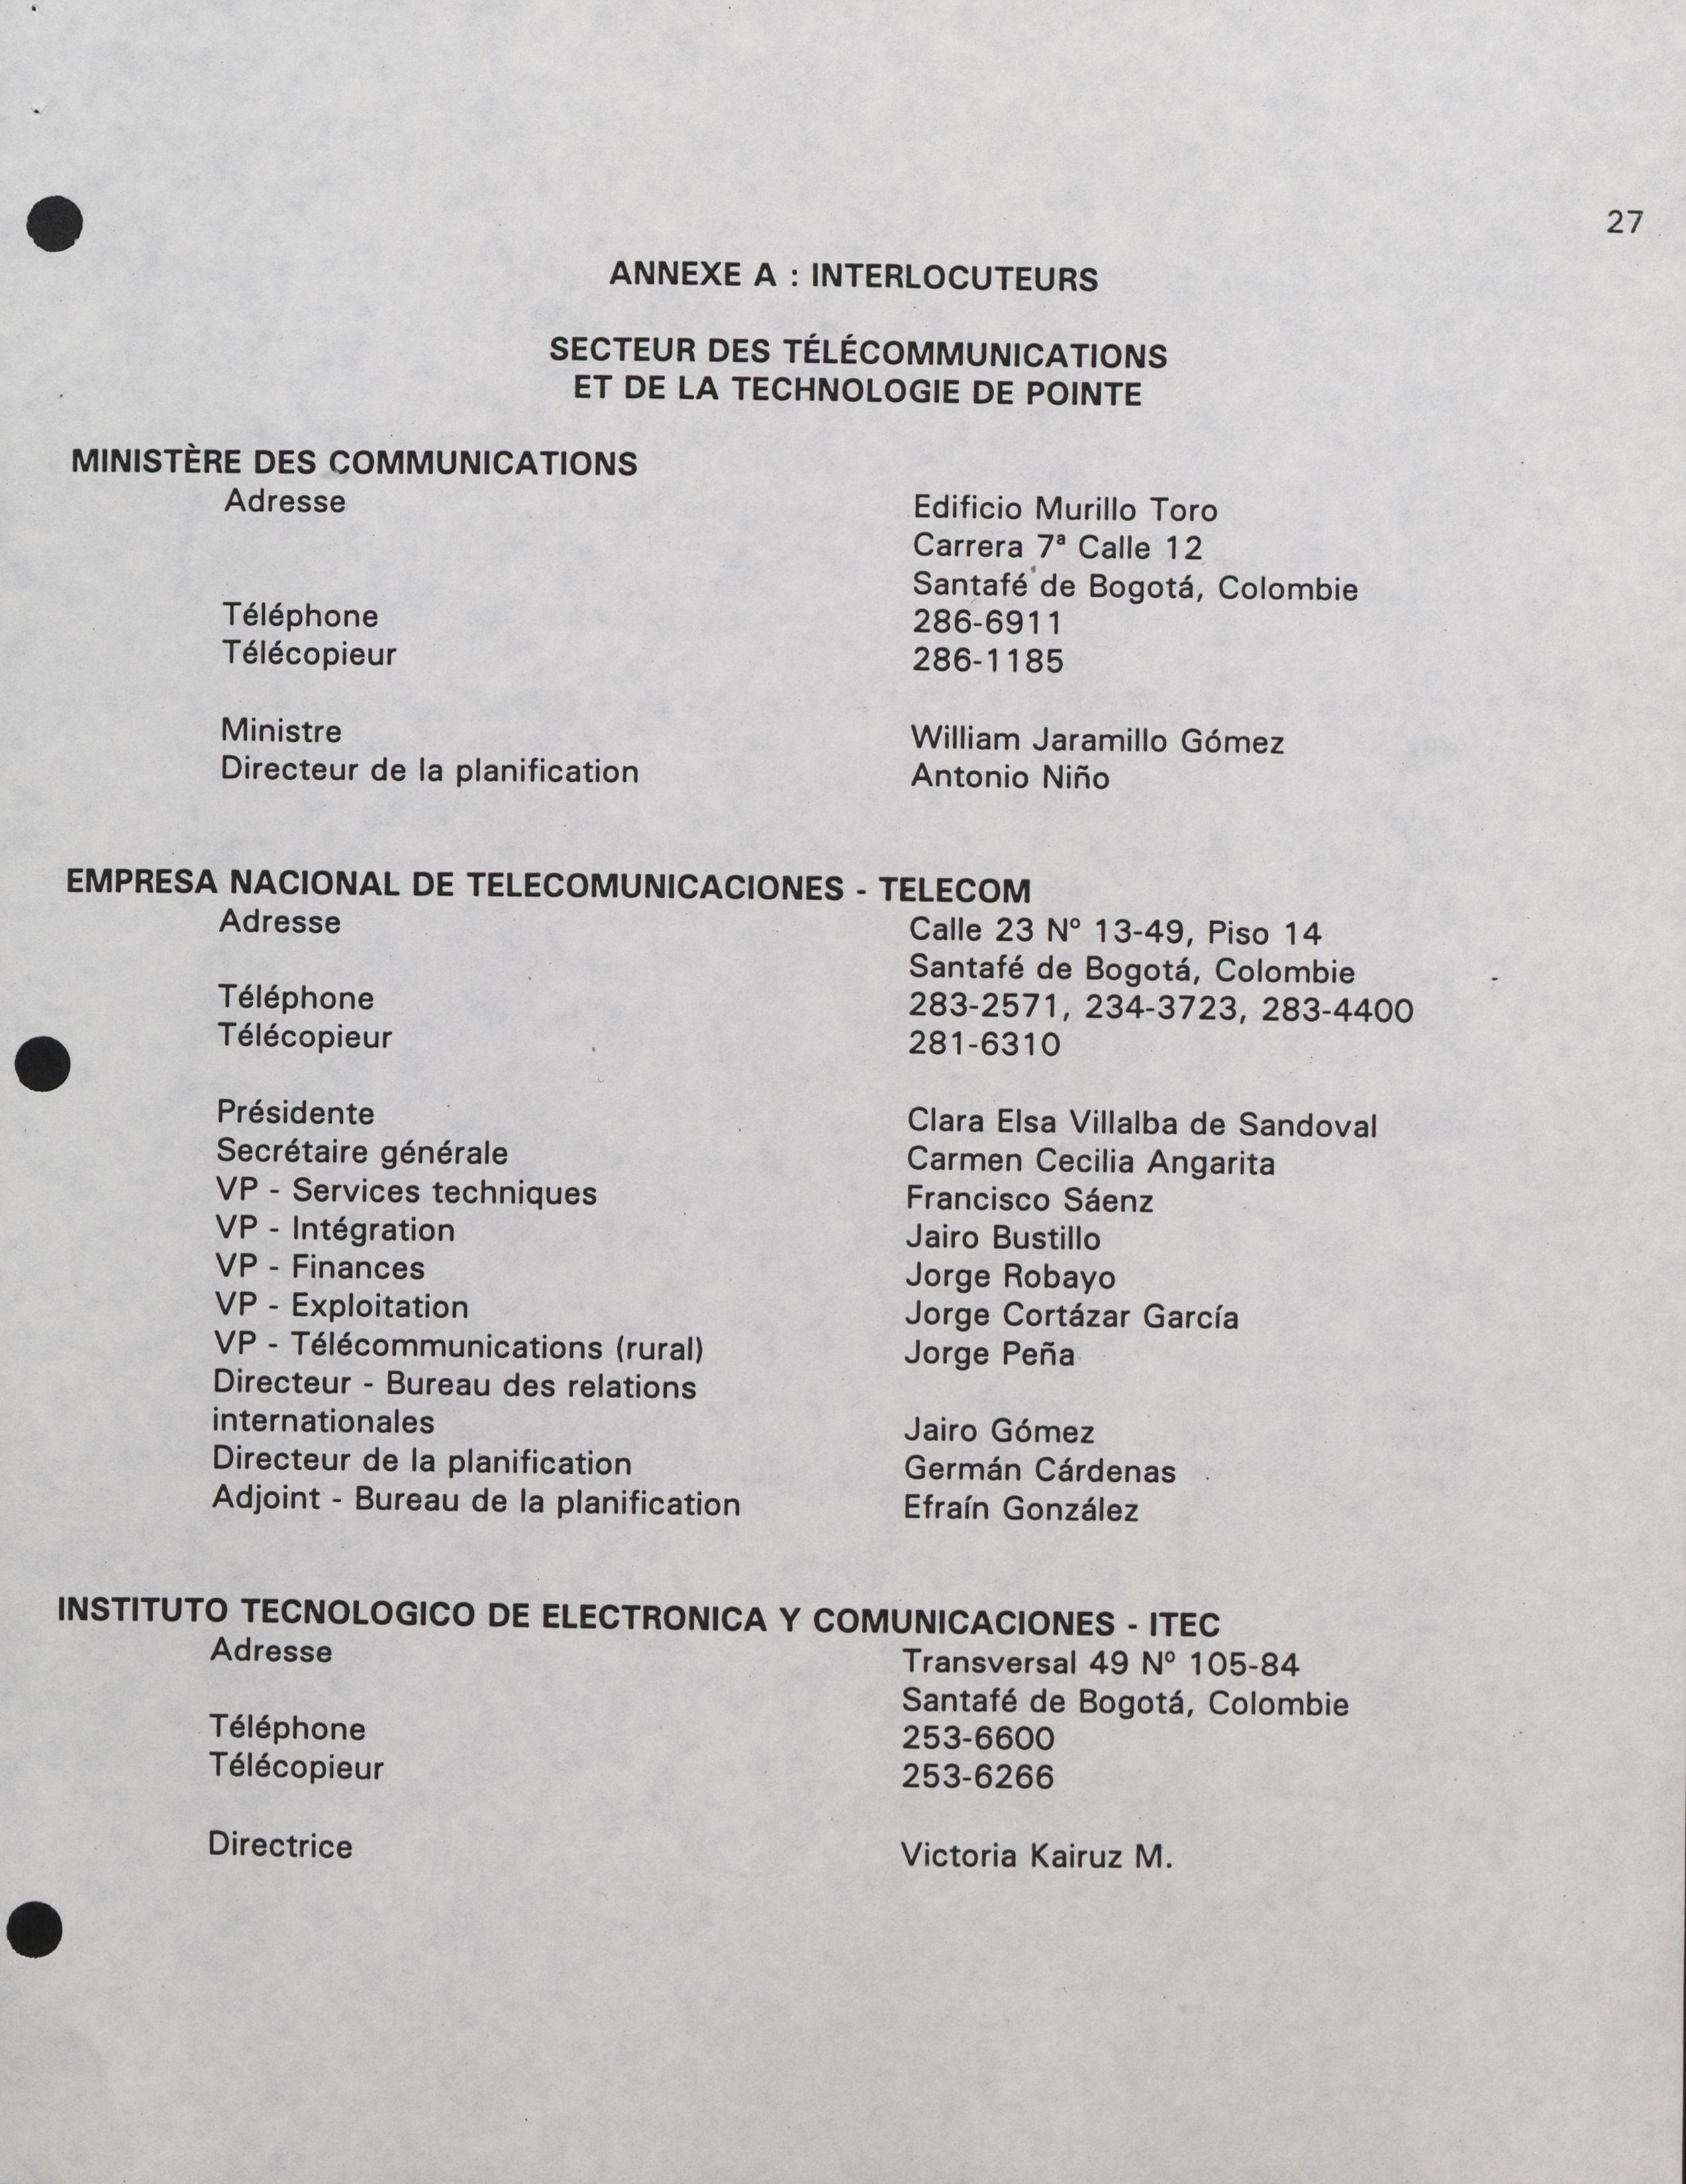 27
ANNEXE A : INTERLOCUTEURS
SECTEUR DES TÉLÉCOMMUNICATIONS
ET DE LA TECHNOLOGIE DE POINTE
MINISTÈRE DES COMMUNICATIONS
Adresse Edificio Murillo Toro
Carrera 7ª Calle 12
Santafé de Bogotá, Colombie
Téléphone 286-6911
Télécopieur 286-1185
Ministre William Jaramillo Gómez
Directeur de la planification Antonio Niño
EMPRESA NACIONAL DE TELECOMUNICACIONES - TELECOM
Adresse Calle 23 Nº 13-49, Piso 14
Santafé de Bogotá, Colombie
Téléphone 283-2571, 234-3723, 283-4400
Télécopieur 281-6310
Présidente Clara Elsa Villalba de Sandoval
Secrétaire générale Carmen Cecilia Angarita
VP - Services techniques Francisco Sáenz
VP - Intégration Jairo Bustillo
VP - Finances Jorge Robayo
VP - Exploitation Jorge Cortázar García
VP - Télécommunications (rural) Jorge Peña
Directeur - Bureau des relations
internationales Jairo Gómez
Directeur de la planification Germán Cárdenas
Adjoint - Bureau de la planification Efraín González
INSTITUTO TECNOLOGICO DE ELECTRONICA Y COMUNICACIONES - ITEC
Adresse Transversal 49 Nº 105-84
Santafé de Bogotá, Colombie
Téléphone 253-6600
Télécopieur 253-6266
Directrice Victoria Kairuz M.